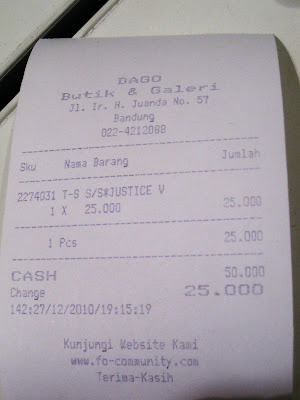 DAGO
Butik & Galeri
Jl. Ir. H. Juanda No. 57
Bandung
022-4212088
Sku Nama Barang Jumlah
2274031 T-S S/S*JUSTICE V
1 X 25.000 25.000
1 Pcs 25.000
CASH 50.000
Change 25.000
142:27/12/2010/19:15:19
Kunjungi Website Kami
www.fo-community.com
Terima-Kasih